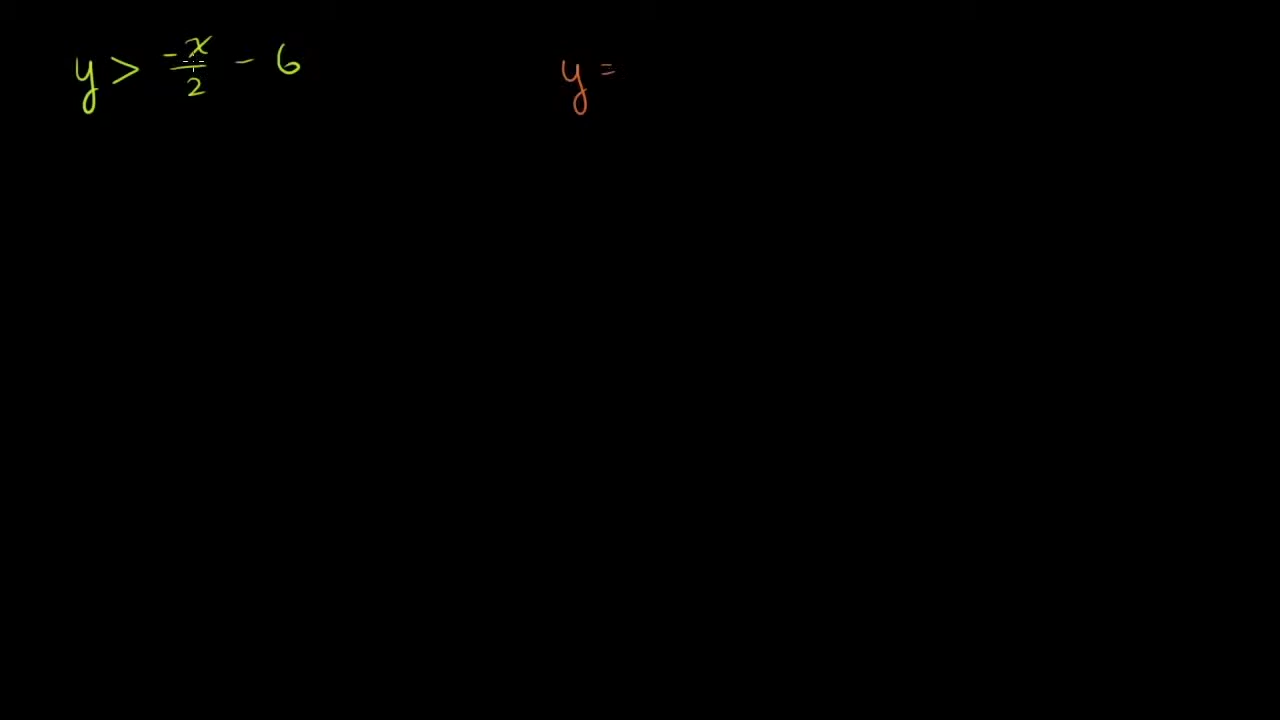 y > -x/2 - 6
y =